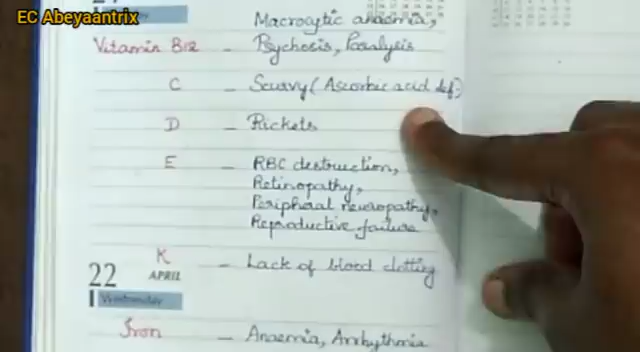 EC Abeyaantrix
Macrocytic anaemia,
Vitamin B12 – Psychosis, Paralysis
C – Scurvy (Ascorbic acid def.)
D – Rickets
E – RBC destruction,
Retinopathy,
Peripheral neuropathy,
Reproductive failure
K – Lack of blood clotting
22 APRIL
Wednesday
Iron – Anaemia, Arrhythmia